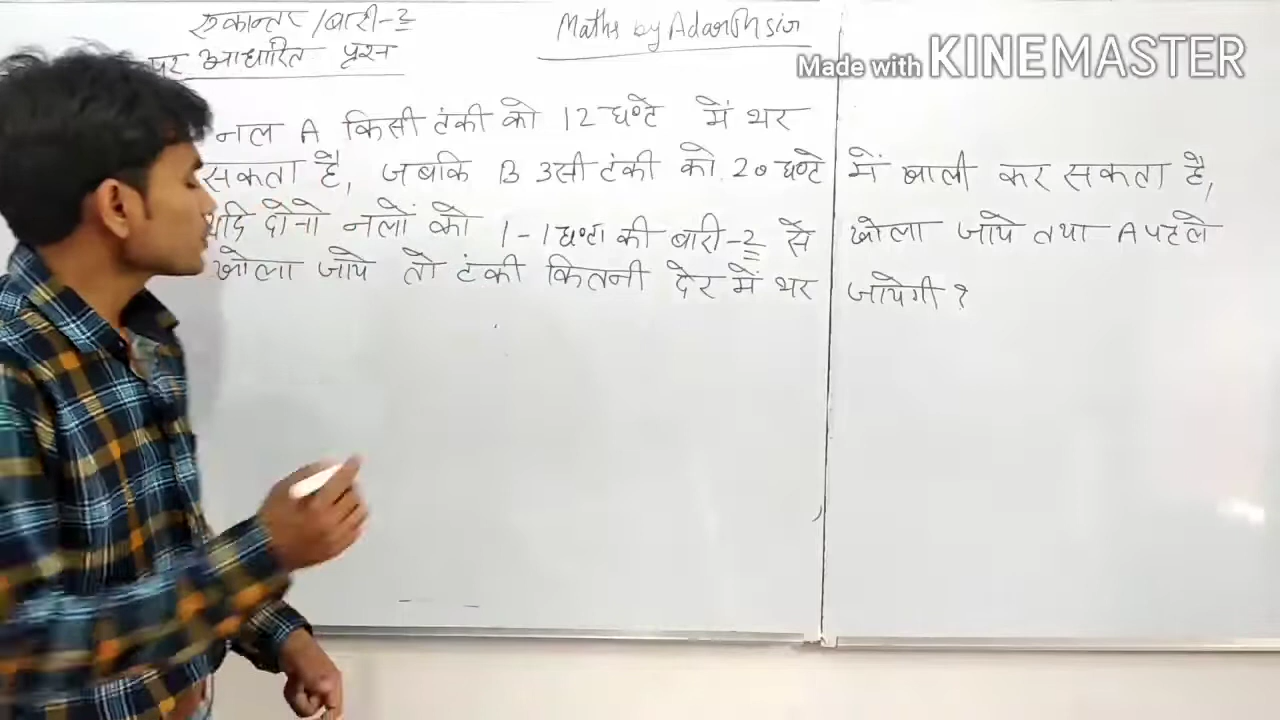 एकान्तर /बारी-2
पर आधारित प्रश्न
Maths by Adarsh sir
Made with KINEMASTER
नल A किसी टंकी को 12 घण्टे में भर
सकता है, जबकि B उसी टंकी को 20 घण्टे में खाली कर सकता है,
यदि दोनो नलों को 1-1 घण्टा की बारी-2 से खोला जाये तथा A पहले
खोला जाये तो टंकी कितनी देर में भर जायेगी ?